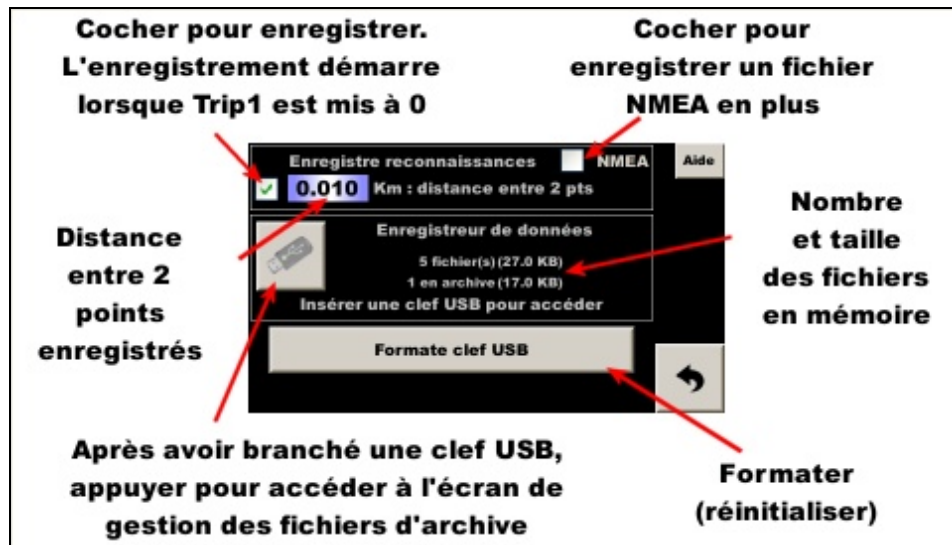 Cocher pour enregistrer.
L'enregistrement démarre
lorsque Trip1 est mis à 0
Cocher pour
enregistrer un fichier
NMEA en plus
Enregistre reconnaissances
NMEA
Aide
0.010 Km : distance entre 2 pts
Enregistreur de données
5 fichier(s) (27.0 KB)
1 en archive (17.0 KB)
Insérer une clef USB pour accéder
Formate clef USB
Distance
entre 2
points
enregistrés
Nombre
et taille
des fichiers
en mémoire
Après avoir branché une clef USB,
appuyer pour accéder à l'écran de
gestion des fichiers d'archive
Formater
(réinitialiser)